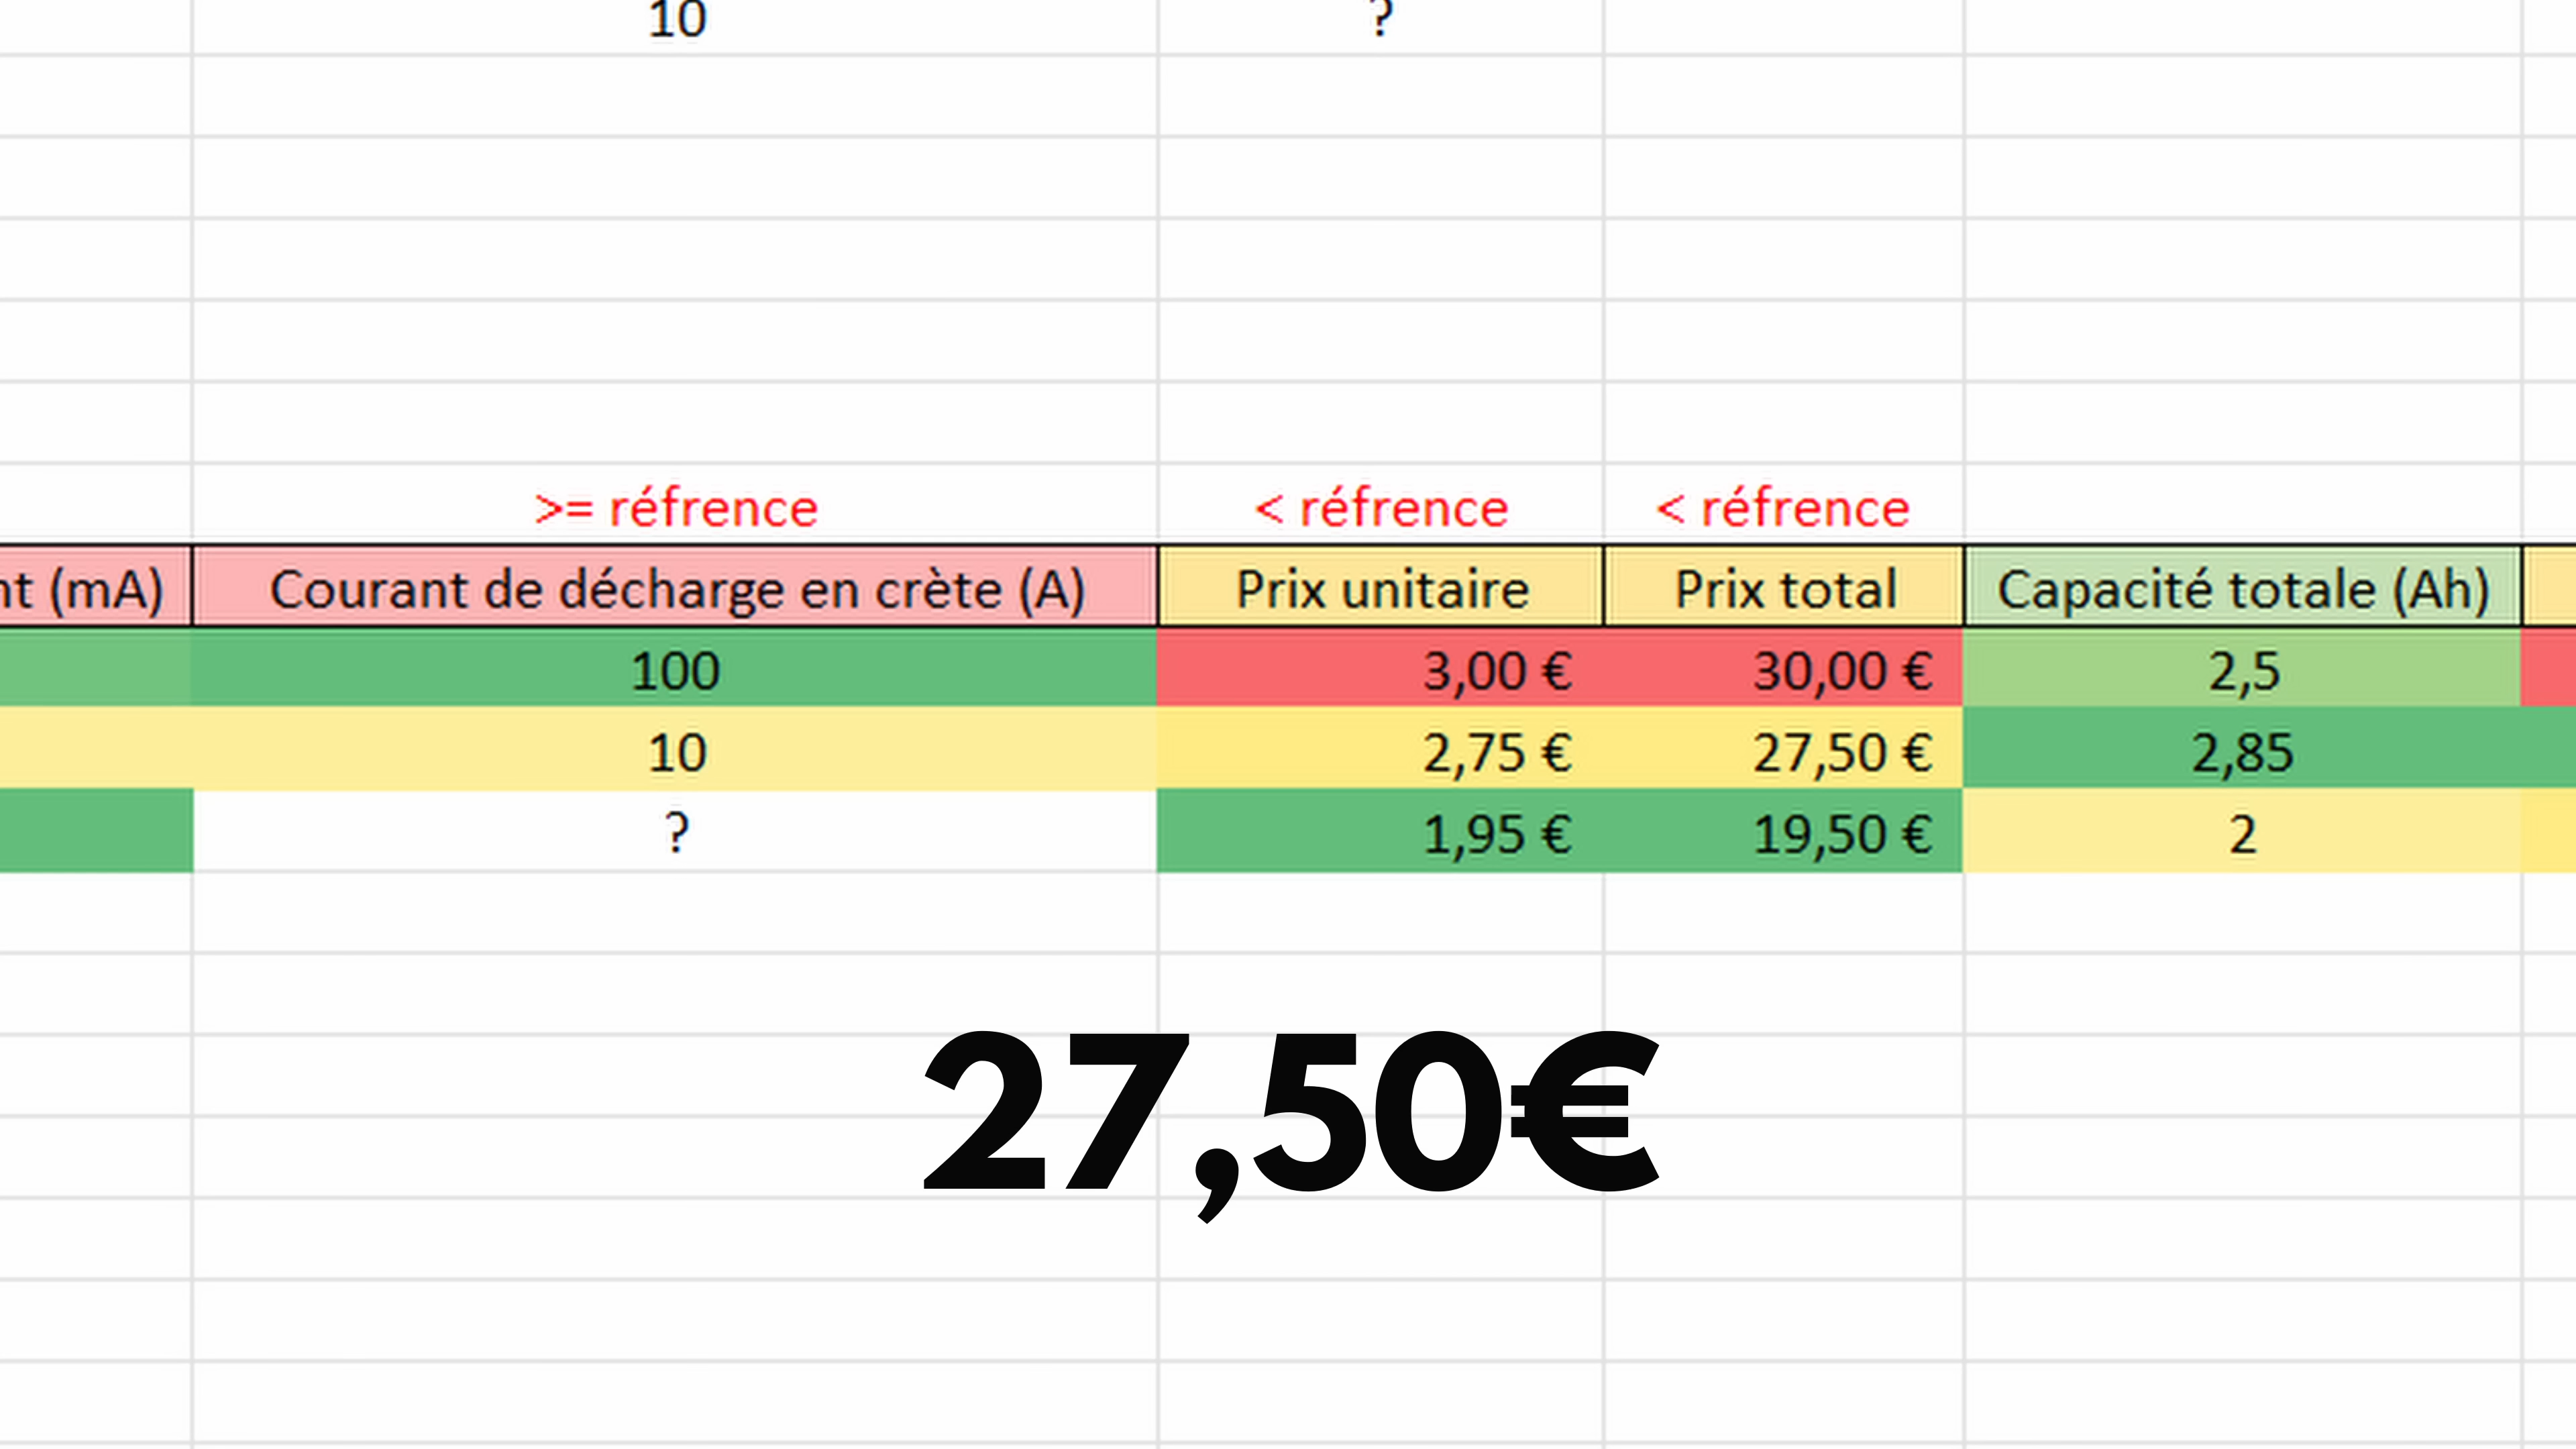 10 ?
>= réfrence < réfrence < réfrence
nt (mA) Courant de décharge en crète (A) Prix unitaire Prix total Capacité totale (Ah)
100 3,00 € 30,00 € 2,5
10 2,75 € 27,50 € 2,85
? 1,95 € 19,50 € 2
27,50€